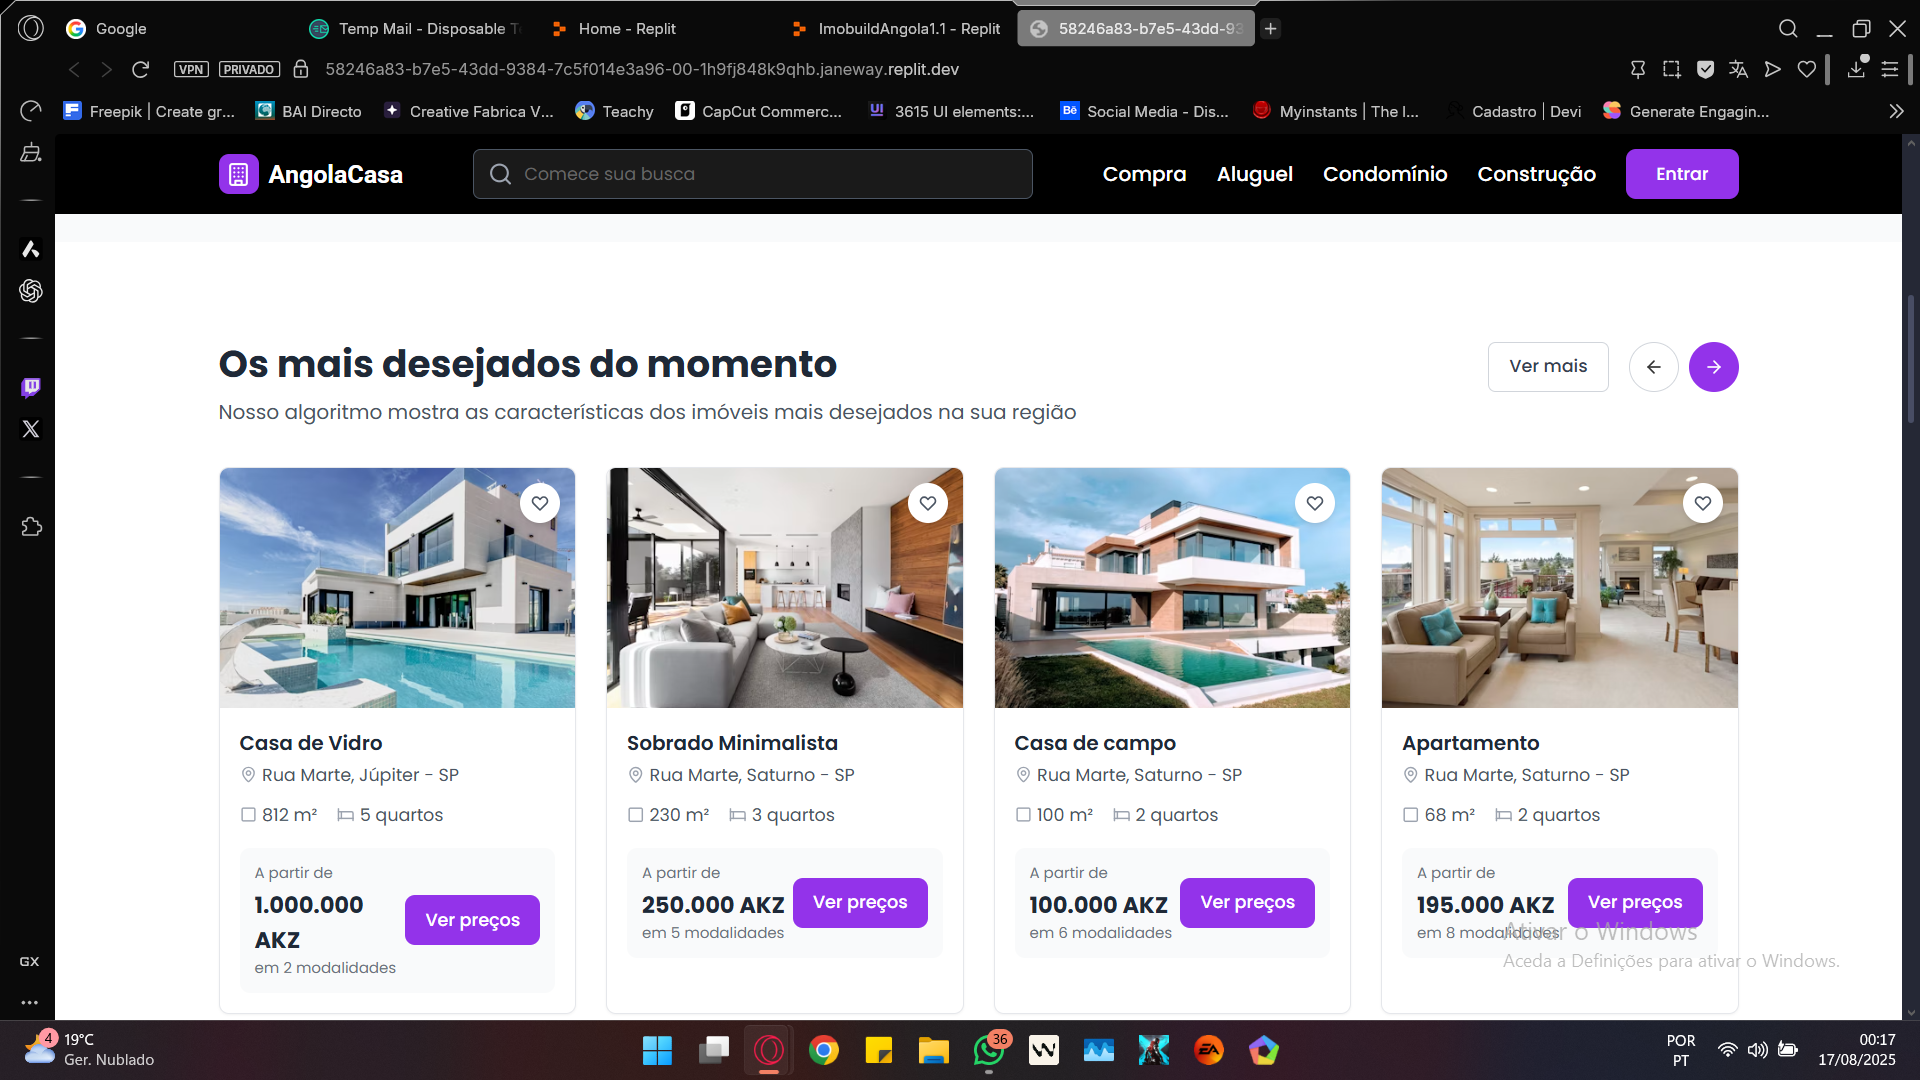 Google
Temp Mail - Disposable
Home - Replit
ImobuildAngola1.1 - Replit
58246a83-b7e5-43dd-93
VPN
PRIVADO
58246a83-b7e5-43dd-9384-7c5f014e3a96-00-1h9fj848k9qhb.janeway.replit.dev
Freepik | Create gr...
BAI Directo
Creative Fabrica V...
Teachy
CapCut Commerc...
UI
3615 UI elements:...
Bē
Social Media - Dis...
Myinstants | The I...
Cadastro | Devi
Generate Engagin...
AngolaCasa
Comece sua busca
Compra
Aluguel
Condomínio
Construção
Entrar
Os mais desejados do momento
Ver mais
Nosso algoritmo mostra as características dos imóveis mais desejados na sua região
Casa de Vidro
Rua Marte, Júpiter - SP
812 m²
5 quartos
A partir de
1.000.000
AKZ
em 2 modalidades
Ver preços
Sobrado Minimalista
Rua Marte, Saturno - SP
230 m²
3 quartos
A partir de
250.000 AKZ
em 5 modalidades
Ver preços
Casa de campo
Rua Marte, Saturno - SP
100 m²
2 quartos
A partir de
100.000 AKZ
em 6 modalidades
Ver preços
Apartamento
Rua Marte, Saturno - SP
68 m²
2 quartos
A partir de
195.000 AKZ
em 8 modalidades
Ver preços
Ativar o Windows
Aceda a Definições para ativar o Windows.
GX
4
19°C
Ger. Nublado
36
EA
POR
PT
00:17
17/08/2025